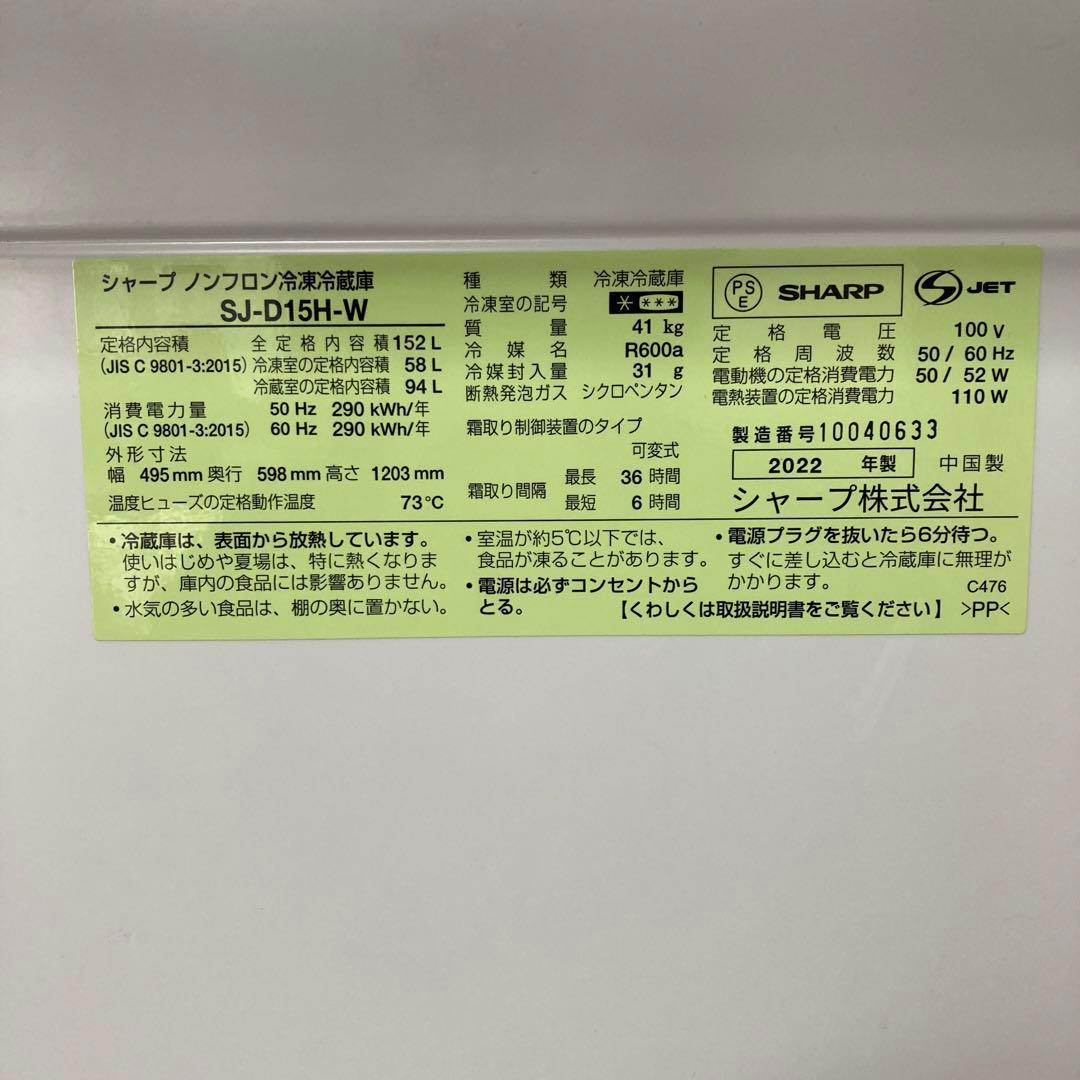 シャープ ノンフロン冷凍冷蔵庫
SJ-D15H-W
定格内容積 全定格内容積 152 L
(JIS C 9801-3:2015) 冷凍室の定格内容積 58 L
冷蔵室の定格内容積 94 L
消費電力量 50 Hz 290 kWh/年
(JIS C 9801-3:2015) 60 Hz 290 kWh/年
外形寸法
幅 495 mm 奥行 598 mm 高さ 1203 mm
温度ヒューズの定格動作温度 73℃
種類 冷凍冷蔵庫
冷凍室の記号 * ***
質量 41 kg
冷媒名 R600a
冷媒封入量 31 g
断熱発泡ガス シクロペンタン
霜取り制御装置のタイプ
可変式
霜取り間隔 最長 36 時間
最短 6 時間
PS E SHARP JET
定格電圧 100 V
定格周波数 50 / 60 Hz
電動機の定格消費電力 50 / 52 W
電熱装置の定格消費電力 110 W
製造番号 10040633
2022 年製 中国製
シャープ株式会社
・冷蔵庫は、表面から放熱しています。
使いはじめや夏場は、特に熱くなりま
すが、庫内の食品には影響ありません。
・水気の多い食品は、棚の奥に置かない。
・室温が約5℃以下では、
食品が凍ることがあります。
・電源は必ずコンセントから
とる。
・電源プラグを抜いたら6分待つ。
すぐに差し込むと冷蔵庫に無理が
かかります。 C476
【くわしくは取扱説明書をご覧ください】 >PP<